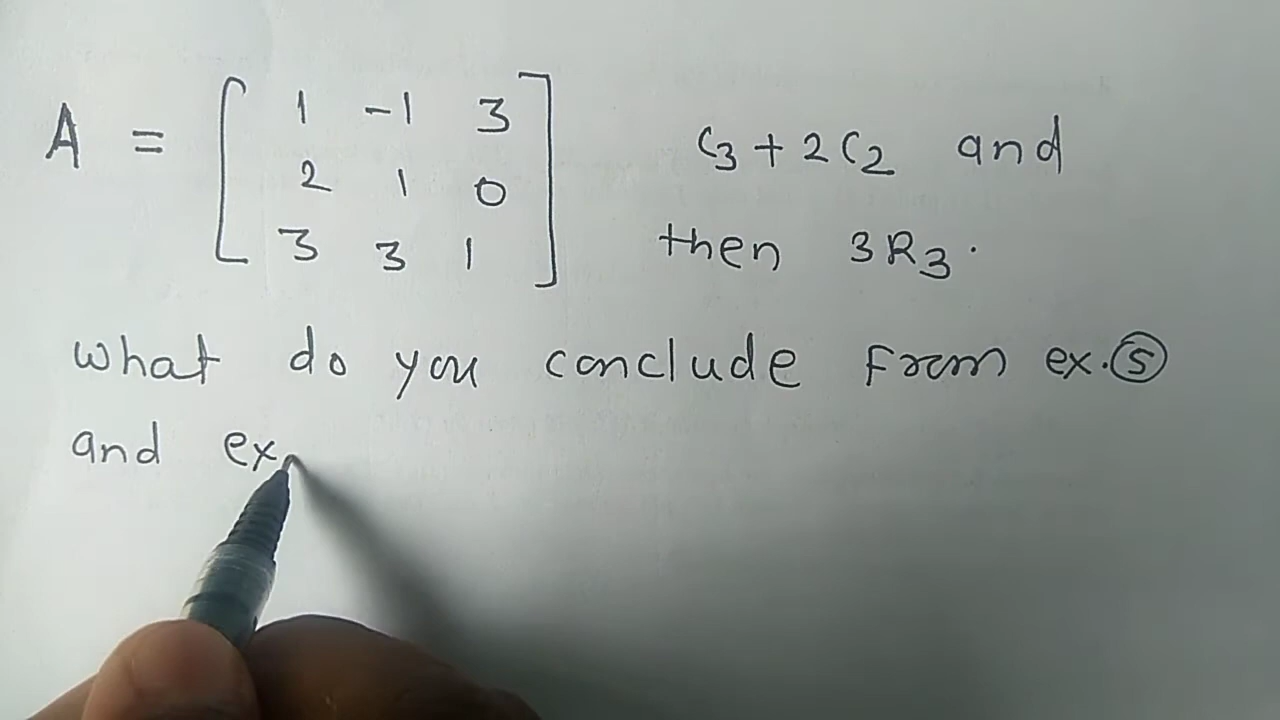 A = [ 1 -1 3
2 1 0
3 3 1 ]
C3 + 2C2 and
then 3R3.
What do you conclude from ex. ⑤
and ex.